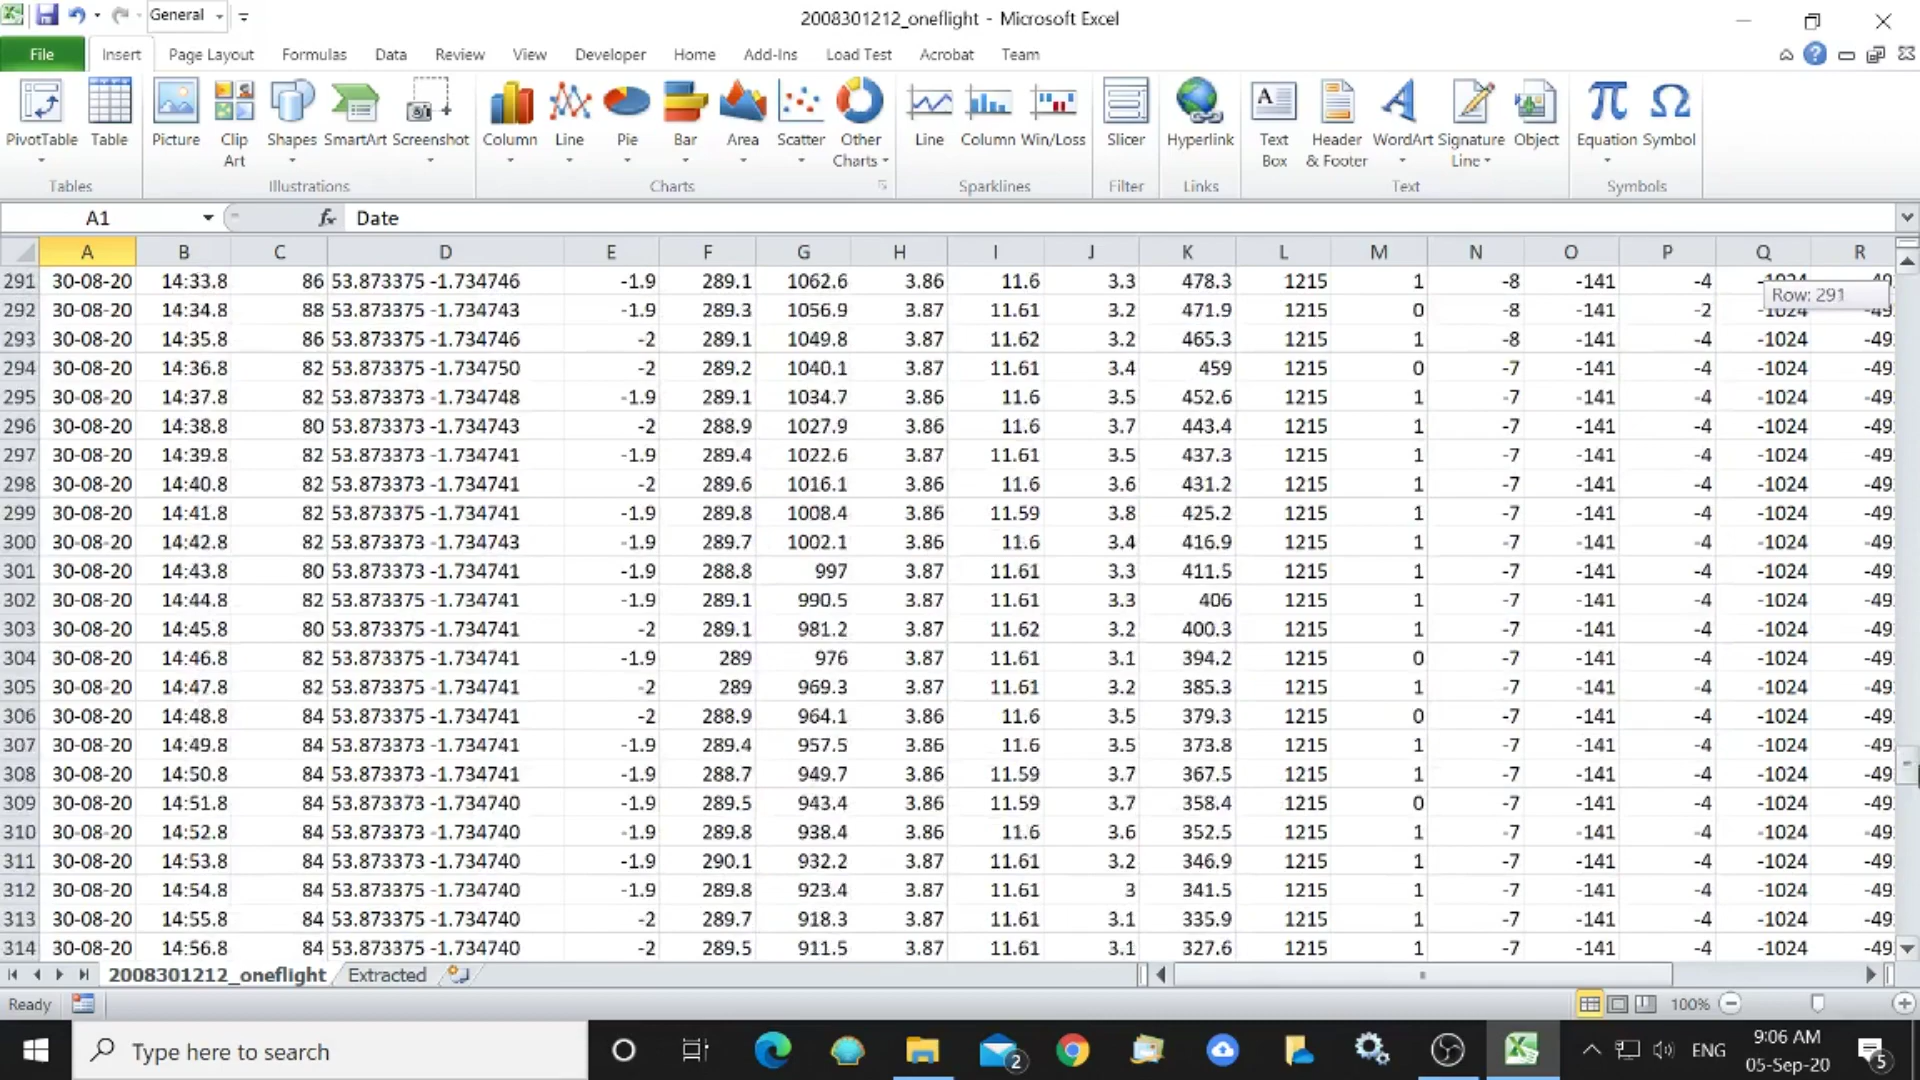 General
2008301212_oneflight - Microsoft Excel
File Insert Page Layout Formulas Data Review View Developer Home Add-Ins Load Test Acrobat Team
PivotTable Table Picture Clip Art Shapes SmartArt Screenshot Column Line Pie Bar Area Scatter Other Charts Line Column Win/Loss Slicer Hyperlink Text Box Header & Footer WordArt Signature Line Object Equation Symbol
Tables Illustrations Charts Sparklines Filter Links Text Symbols
A1 fx Date
A B C D E F G H I J K L M N O P Q R
291 30-08-20 14:33.8 86 53.873375 -1.734746 -1.9 289.1 1062.6 3.86 11.6 3.3 478.3 1215 1 -8 -141 -4 -1024 -49
Row: 291
292 30-08-20 14:34.8 88 53.873375 -1.734743 -1.9 289.3 1056.9 3.87 11.61 3.2 471.9 1215 0 -8 -141 -2 -1024 -49
293 30-08-20 14:35.8 86 53.873375 -1.734746 -2 289.1 1049.8 3.87 11.62 3.2 465.3 1215 1 -8 -141 -4 -1024 -49
294 30-08-20 14:36.8 82 53.873375 -1.734750 -2 289.2 1040.1 3.87 11.61 3.4 459 1215 0 -7 -141 -4 -1024 -49
295 30-08-20 14:37.8 82 53.873375 -1.734748 -1.9 289.1 1034.7 3.86 11.6 3.5 452.6 1215 1 -7 -141 -4 -1024 -49
296 30-08-20 14:38.8 80 53.873373 -1.734743 -2 288.9 1027.9 3.86 11.6 3.7 443.4 1215 1 -7 -141 -4 -1024 -49
297 30-08-20 14:39.8 82 53.873373 -1.734741 -1.9 289.4 1022.6 3.87 11.61 3.5 437.3 1215 1 -7 -141 -4 -1024 -49
298 30-08-20 14:40.8 82 53.873373 -1.734741 -2 289.6 1016.1 3.87 11.6 3.6 431.2 1215 1 -7 -141 -4 -1024 -49
299 30-08-20 14:41.8 82 53.873375 -1.734741 -1.9 289.8 1008.4 3.86 11.59 3.8 425.2 1215 1 -7 -141 -4 -1024 -49
300 30-08-20 14:42.8 82 53.873375 -1.734743 -1.9 289.7 1002.1 3.86 11.6 3.4 416.9 1215 1 -7 -141 -4 -1024 -49
301 30-08-20 14:43.8 80 53.873375 -1.734741 -1.9 288.8 997 3.87 11.61 3.3 411.5 1215 1 -7 -141 -4 -1024 -49
302 30-08-20 14:44.8 82 53.873375 -1.734741 -1.9 289.1 990.5 3.87 11.61 3.3 406 1215 1 -7 -141 -4 -1024 -49
303 30-08-20 14:45.8 80 53.873375 -1.734741 -2 289.1 981.2 3.87 11.62 3.2 400.3 1215 1 -7 -141 -4 -1024 -49
304 30-08-20 14:46.8 82 53.873375 -1.734741 -1.9 289 976 3.87 11.61 3.1 394.2 1215 0 -7 -141 -4 -1024 -49
305 30-08-20 14:47.8 82 53.873375 -1.734741 -2 289 969.3 3.87 11.61 3.2 385.3 1215 1 -7 -141 -4 -1024 -49
306 30-08-20 14:48.8 84 53.873375 -1.734741 -2 288.9 964.1 3.86 11.6 3.5 379.3 1215 0 -7 -141 -4 -1024 -49
307 30-08-20 14:49.8 84 53.873373 -1.734741 -1.9 289.4 957.5 3.86 11.6 3.5 373.8 1215 1 -7 -141 -4 -1024 -49
308 30-08-20 14:50.8 84 53.873373 -1.734741 -1.9 288.7 949.7 3.86 11.59 3.7 367.5 1215 1 -7 -141 -4 -1024 -49
309 30-08-20 14:51.8 84 53.873373 -1.734740 -1.9 289.5 943.4 3.86 11.59 3.7 358.4 1215 0 -7 -141 -4 -1024 -49
310 30-08-20 14:52.8 84 53.873373 -1.734740 -1.9 289.8 938.4 3.86 11.6 3.6 352.5 1215 1 -7 -141 -4 -1024 -49
311 30-08-20 14:53.8 84 53.873373 -1.734740 -1.9 290.1 932.2 3.87 11.61 3.2 346.9 1215 1 -7 -141 -4 -1024 -49
312 30-08-20 14:54.8 84 53.873373 -1.734740 -1.9 289.8 923.4 3.87 11.61 3 341.5 1215 1 -7 -141 -4 -1024 -49
313 30-08-20 14:55.8 84 53.873375 -1.734740 -2 289.7 918.3 3.87 11.61 3.1 335.9 1215 1 -7 -141 -4 -1024 -49
314 30-08-20 14:56.8 84 53.873375 -1.734740 -2 289.5 911.5 3.87 11.61 3.1 327.6 1215 1 -7 -141 -4 -1024 -49
2008301212_oneflight Extracted
Ready 100%
Type here to search 2 ENG 9:06 AM 5
05-Sep-20